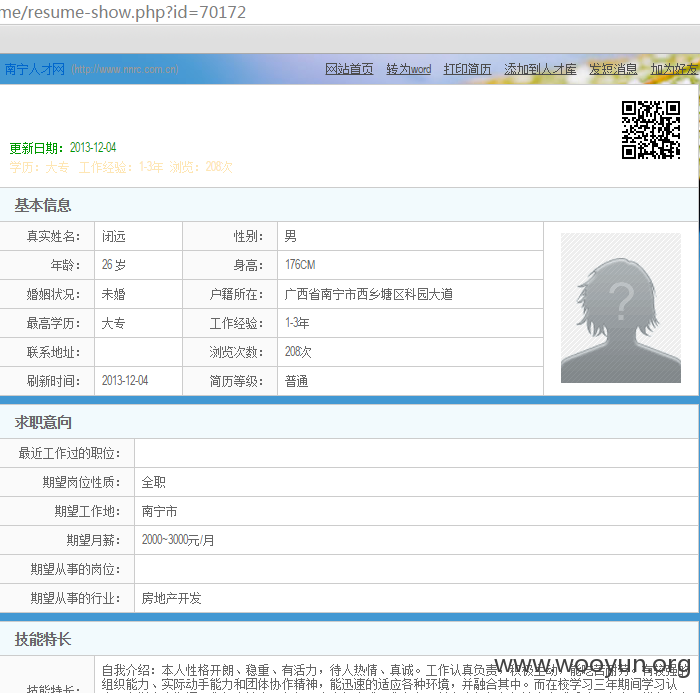 me/resume-show.php?id=70172
南宁人才网 (http://www.nnrc.com.cn) 网站首页 转为word 打印简历 添加到人才库 发短消息 加为好友
更新日期：2013-12-04
学历：大专 工作经验：1-3年 浏览：208次
基本信息
真实姓名： 闭远 性别： 男
年龄： 26岁 身高： 176CM
婚姻状况： 未婚 户籍所在： 广西省南宁市西乡塘区科园大道
最高学历： 大专 工作经验： 1-3年
联系地址： 浏览次数： 208次
刷新时间： 2013-12-04 简历等级： 普通
求职意向
最近工作过的职位：
期望岗位性质： 全职
期望工作地： 南宁市
期望月薪： 2000~3000元/月
期望从事的岗位：
期望从事的行业： 房地产开发
技能特长
自我介绍：本人性格开朗、稳重、有活力，待人热情、真诚。工作认真负责，积极主动，能吃苦耐劳。有较强的
组织能力、实际动手能力和团体协作精神，能迅速的适应各种环境，并融合其中。而在校学习三年期间学习认
技能特长：
www.wooyun.org